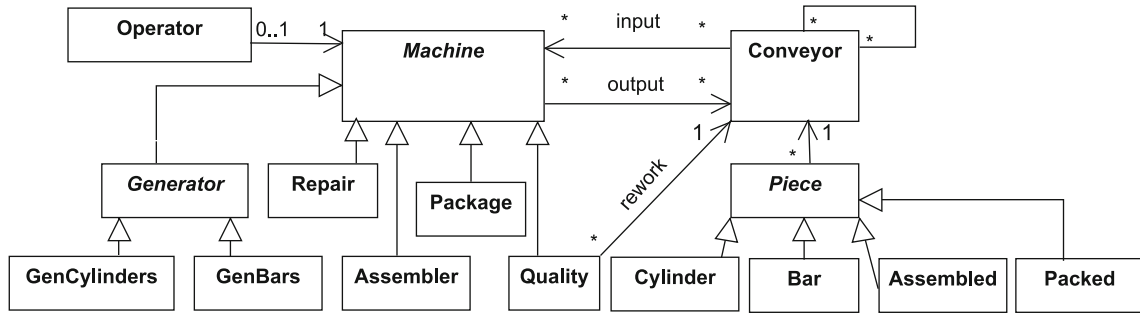 Operator
0..1
1
Machine
*
input
*
Conveyor
*
*
*
output
*
Generator
Repair
Package
rework
1
1
*
Piece
*
GenCylinders
GenBars
Assembler
Quality
Cylinder
Bar
Assembled
Packed